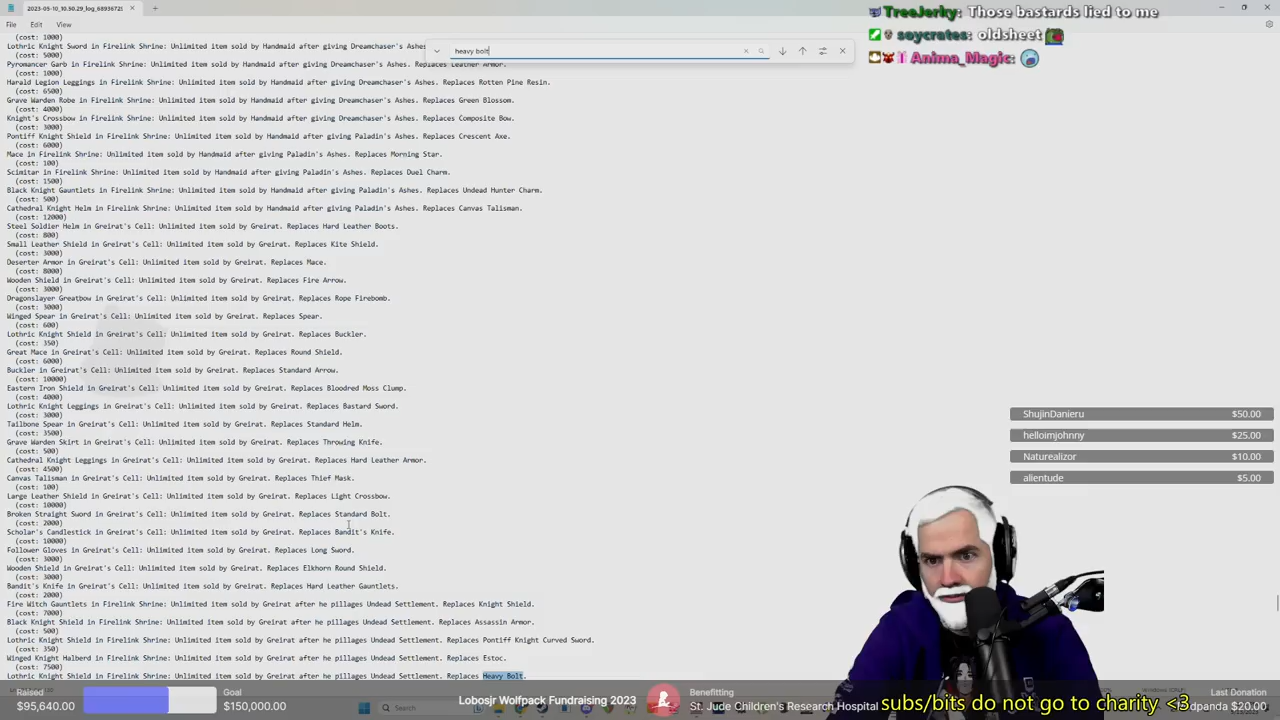 2023-05-10_10.50.29_log_6893672
File Edit View
TreeJerky: Those bastards lied to me
soycrates: oldsheet
Anima_Magic:
heavy bolt
(cost: 1000)
Lothric Knight Sword in Firelink Shrine: Unlimited item sold by Handmaid after giving Dreamchaser's Ashes
(cost: 5000)
Pyromancer Garb in Firelink Shrine: Unlimited item sold by Handmaid after giving Dreamchaser's Ashes. Replaces Leather Armor.
(cost: 100)
Harald Legion Leggings in Firelink Shrine: Unlimited item sold by Handmaid after giving Dreamchaser's Ashes. Replaces Rotten Pine Resin.
(cost: 6500)
Grave Warden Robe in Firelink Shrine: Unlimited item sold by Handmaid after giving Dreamchaser's Ashes. Replaces Green Blossom.
(cost: 4000)
Knight's Crossbow in Firelink Shrine: Unlimited item sold by Handmaid after giving Dreamchaser's Ashes. Replaces Composite Bow.
(cost: 3000)
Pontiff Knight Shield in Firelink Shrine: Unlimited item sold by Handmaid after giving Paladin's Ashes. Replaces Crescent Axe.
(cost: 6000)
Mace in Firelink Shrine: Unlimited item sold by Handmaid after giving Paladin's Ashes. Replaces Morning Star.
(cost: 100)
Scimitar in Firelink Shrine: Unlimited item sold by Handmaid after giving Paladin's Ashes. Replaces Duel Charm.
(cost: 1500)
Black Knight Gauntlets in Firelink Shrine: Unlimited item sold by Handmaid after giving Paladin's Ashes. Replaces Undead Hunter Charm.
(cost: 500)
Cathedral Knight Helm in Firelink Shrine: Unlimited item sold by Handmaid after giving Paladin's Ashes. Replaces Canvas Talisman.
(cost: 12000)
Steel Soldier Helm in Greirat's Cell: Unlimited item sold by Greirat. Replaces Hard Leather Boots.
(cost: 800)
Small Leather Shield in Greirat's Cell: Unlimited item sold by Greirat. Replaces Kite Shield.
(cost: 3000)
Deserter Armor in Greirat's Cell: Unlimited item sold by Greirat. Replaces Mace.
(cost: 8000)
Wooden Shield in Greirat's Cell: Unlimited item sold by Greirat. Replaces Fire Arrow.
(cost: 3000)
Dragonslayer Greatbow in Greirat's Cell: Unlimited item sold by Greirat. Replaces Rope Firebomb.
(cost: 3000)
Winged Spear in Greirat's Cell: Unlimited item sold by Greirat. Replaces Spear.
(cost: 600)
Lothric Knight Shield in Greirat's Cell: Unlimited item sold by Greirat. Replaces Buckler.
(cost: 350)
Great Mace in Greirat's Cell: Unlimited item sold by Greirat. Replaces Round Shield.
(cost: 6000)
Buckler in Greirat's Cell: Unlimited item sold by Greirat. Replaces Standard Arrow.
(cost: 10000)
Eastern Iron Shield in Greirat's Cell: Unlimited item sold by Greirat. Replaces Bloodred Moss Clump.
(cost: 4000)
Lothric Knight Leggings in Greirat's Cell: Unlimited item sold by Greirat. Replaces Bastard Sword.
(cost: 3000)
Tailbone Spear in Greirat's Cell: Unlimited item sold by Greirat. Replaces Standard Helm.
(cost: 3500)
Grave Warden Skirt in Greirat's Cell: Unlimited item sold by Greirat. Replaces Throwing Knife.
(cost: 500)
Cathedral Knight Leggings in Greirat's Cell: Unlimited item sold by Greirat. Replaces Hard Leather Armor.
(cost: 4500)
Canvas Talisman in Greirat's Cell: Unlimited item sold by Greirat. Replaces Thief Mask.
(cost: 100)
Large Leather Shield in Greirat's Cell: Unlimited item sold by Greirat. Replaces Light Crossbow.
(cost: 10000)
Broken Straight Sword in Greirat's Cell: Unlimited item sold by Greirat. Replaces Standard Bolt.
(cost: 2000)
Scholar's Candlestick in Greirat's Cell: Unlimited item sold by Greirat. Replaces Bandit's Knife.
(cost: 10000)
Follower Gloves in Greirat's Cell: Unlimited item sold by Greirat. Replaces Long Sword.
(cost: 3000)
Wooden Shield in Greirat's Cell: Unlimited item sold by Greirat. Replaces Elkhorn Round Shield.
(cost: 3000)
Bandit's Knife in Greirat's Cell: Unlimited item sold by Greirat. Replaces Hard Leather Gauntlets.
(cost: 2000)
Fire Witch Gauntlets in Firelink Shrine: Unlimited item sold by Greirat after he pillages Undead Settlement. Replaces Knight Shield.
(cost: 7000)
Black Knight Shield in Firelink Shrine: Unlimited item sold by Greirat after he pillages Undead Settlement. Replaces Assassin Armor.
(cost: 500)
Lothric Knight Shield in Firelink Shrine: Unlimited item sold by Greirat after he pillages Undead Settlement. Replaces Pontiff Knight Curved Sword.
(cost: 350)
Winged Knight Halberd in Firelink Shrine: Unlimited item sold by Greirat after he pillages Undead Settlement. Replaces Estoc.
(cost: 7500)
Lothric Knight Shield in Firelink Shrine: Unlimited item sold by Greirat after he pillages Undead Settlement. Replaces Heavy Bolt.
ShujinDanieru $50.00
helloimjohnny $25.00
Naturealizor $10.00
alientude $5.00
Goal
$95,640.00
$150,000.00
Search
Lobosjr Wolfpack Fundraising 2023
Benefitting
St. Jude Children's Research Hospital
subs/bits do not go to charity <3
Last Donation
$20.00